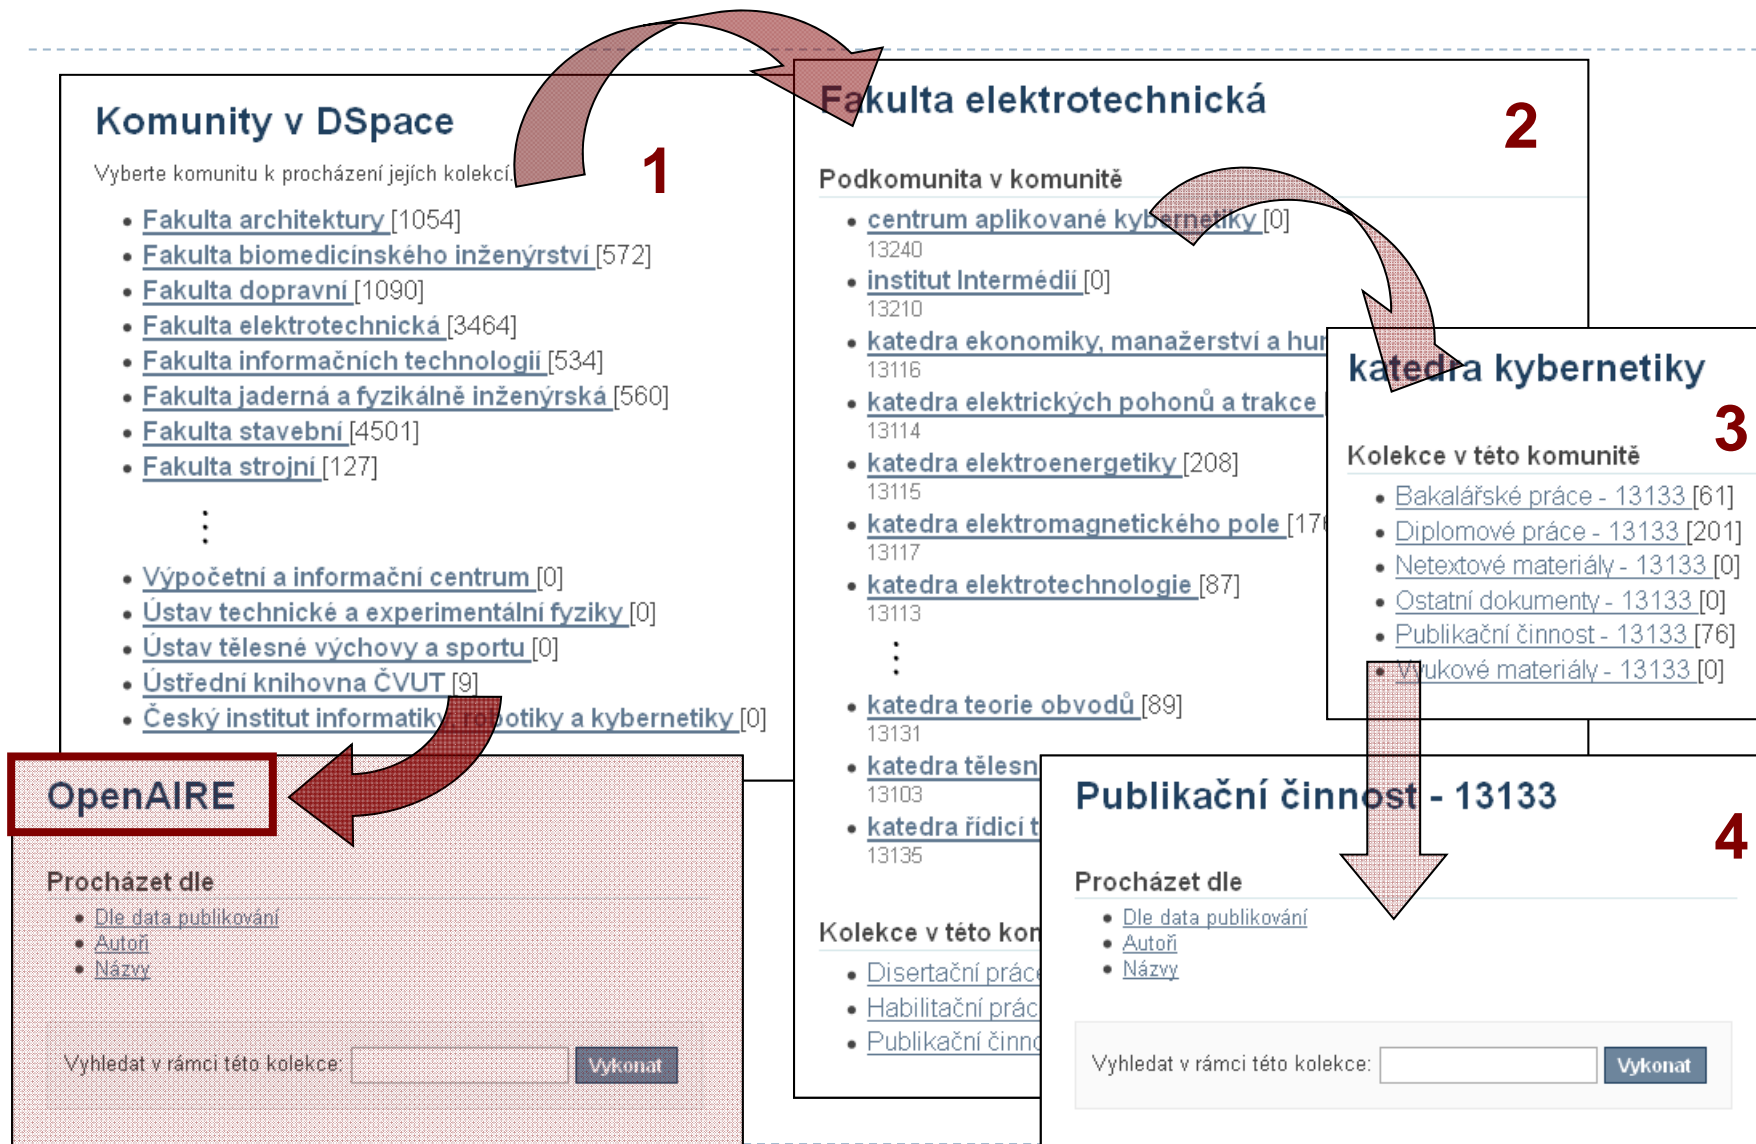 Komunity v DSpace
1
Vyberte komunitu k procházení jejích kolekcí.
Fakulta architektury [1054]
Fakulta biomedicínského inženýrství [572]
Fakulta dopravní [1090]
Fakulta elektrotechnická [3464]
Fakulta informačních technologií [534]
Fakulta jaderná a fyzikálně inženýrská [560]
Fakulta stavební [4501]
Fakulta strojní [127]
Výpočetní a informační centrum [0]
Ústav technické a experimentální fyziky [0]
Ústav tělesné výchovy a sportu [0]
Ústřední knihovna ČVUT [9]
Český institut informatiky, robotiky a kybernetiky [0]
OpenAIRE
Procházet dle
Dle data publikování
Autoři
Názvy
Vyhledat v rámci této kolekce: Vykonat
Fakulta elektrotechnická
2
Podkomunita v komunitě
centrum aplikované kybernetiky [0]
13240
institut Intermédií [0]
13210
katedra ekonomiky, manažerství a hu
13116
katedra elektrických pohonů a trakce
13114
katedra elektroenergetiky [208]
13115
katedra elektromagnetického pole [17
13117
katedra elektrotechnologie [87]
13113
katedra teorie obvodů [89]
13131
katedra tělesn
13103
katedra řídicí t
13135
Kolekce v této kom
Disertační práce
Habilitační prác
Publikační činno
katedra kybernetiky
3
Kolekce v této komunitě
Bakalářské práce - 13133 [61]
Diplomové práce - 13133 [201]
Netextové materiály - 13133 [0]
Ostatní dokumenty - 13133 [0]
Publikační činnost - 13133 [76]
Výukové materiály - 13133 [0]
Publikační činnost - 13133
4
Procházet dle
Dle data publikování
Autoři
Názvy
Vyhledat v rámci této kolekce: Vykonat